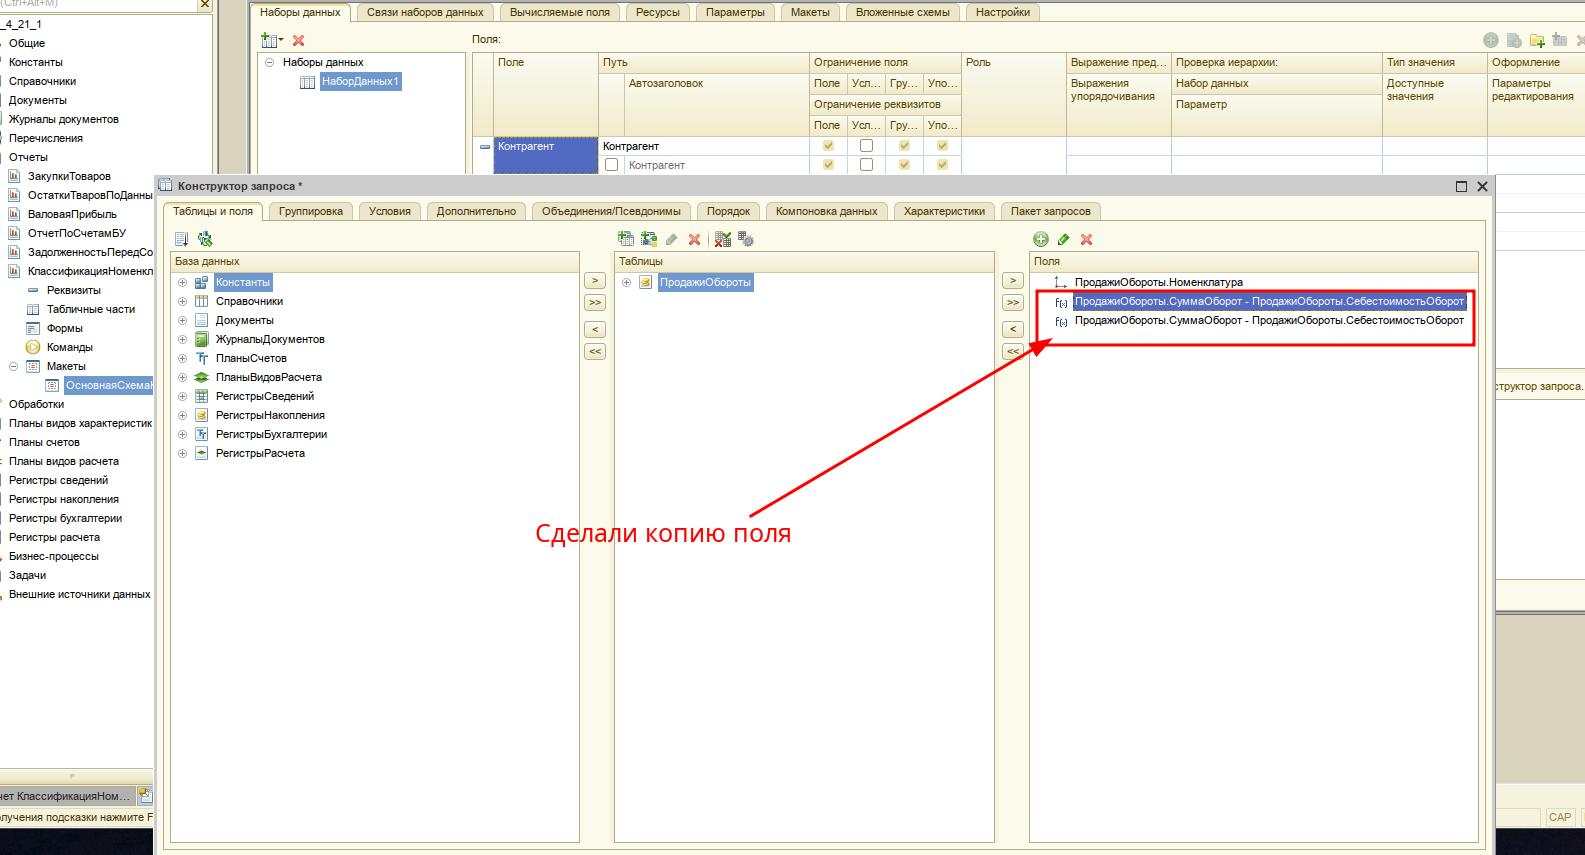 (Ctrl+Alt+M)
_4_21_1
Общие
Константы
Справочники
Документы
Журналы документов
Перечисления
Отчеты
ЗакупкиТоваров
ОстаткиТваровПоДанны
ВаловаяПрибыль
ОтчетПоСчетамБУ
ЗадолженностьПередСо
КлассификацияНоменкл
Реквизиты
Табличные части
Формы
Команды
Макеты
ОсновнаяСхема
Обработки
Планы видов характеристик
Планы счетов
Планы видов расчета
Регистры сведений
Регистры накопления
Регистры бухгалтерии
Регистры расчета
Бизнес-процессы
Задачи
Внешние источники данных
чет КлассификацияНом...
олучения подсказки нажмите F
Наборы данных Связи наборов данных Вычисляемые поля Ресурсы Параметры Макеты Вложенные схемы Настройки
Поля:
Наборы данных
НаборДанных1
Поле Путь Ограничение поля Роль Выражение пред... Проверка иерархии: Тип значения Оформление
Автозаголовок Поле Усл... Гру... Упо... Выражения упорядочивания Набор данных Доступные значения Параметры редактирования
Ограничение реквизитов Параметр
Поле Усл... Гру... Упо...
Контрагент Контрагент
Контрагент
Конструктор запроса *
Таблицы и поля Группировка Условия Дополнительно Объединения/Псевдонимы Порядок Компоновка данных Характеристики Пакет запросов
База данных
Константы
Справочники
Документы
ЖурналыДокументов
ПланыСчетов
ПланыВидовРасчета
РегистрыСведений
РегистрыНакопления
РегистрыБухгалтерии
РегистрыРасчета
>
>>
<
<<
Таблицы
ПродажиОбороты
>
>>
<
<<
Поля
ПродажиОбороты.Номенклатура
ПродажиОбороты.СуммаОборот - ПродажиОбороты.СебестоимостьОборот
ПродажиОбороты.СуммаОборот - ПродажиОбороты.СебестоимостьОборот
Сделали копию поля
структор запроса.
CAP